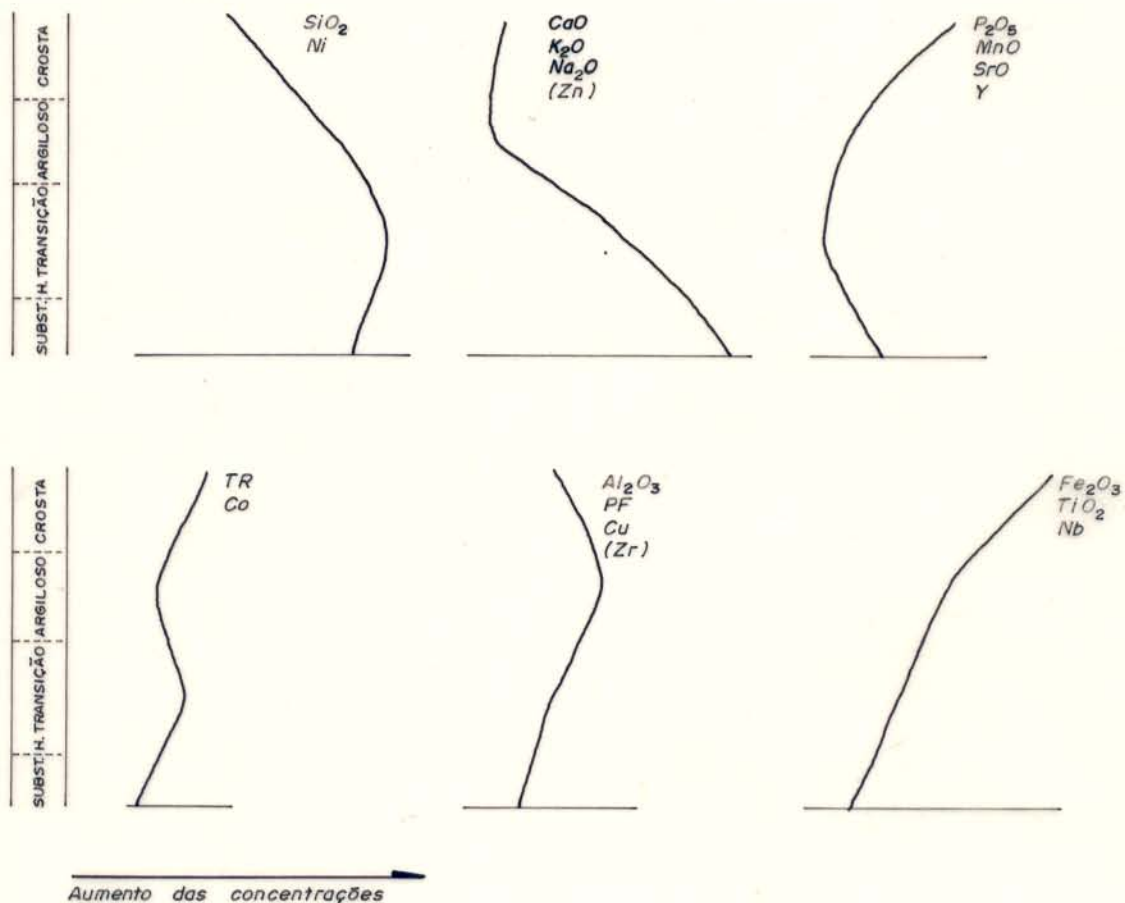 SiO₂
Ni
CaO
K₂O
Na₂O
(Zn)
P₂O₅
MnO
SrO
Y
SUBST. H. TRANSIÇÃO ARGILOSO CROSTA
TR
Co
Al₂O₃
PF
Cu
(Zr)
Fe₂O₃
TiO₂
Nb
SUBST. H. TRANSIÇÃO ARGILOSO CROSTA
Aumento das concentrações